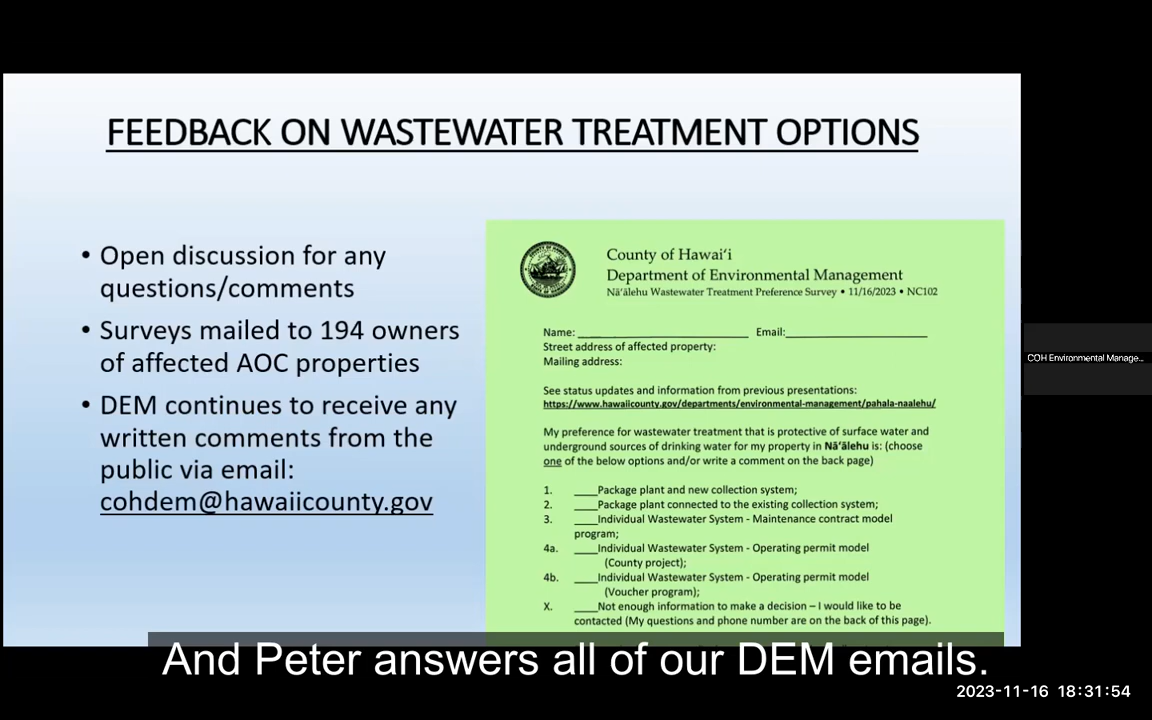 FEEDBACK ON WASTEWATER TREATMENT OPTIONS
• Open discussion for any
questions/comments
• Surveys mailed to 194 owners
of affected AOC properties
• DEM continues to receive any
written comments from the
public via email:
cohdem@hawaiicounty.gov
County of Hawaiʻi
Department of Environmental Management
Nāʻālehu Wastewater Treatment Preference Survey • 11/16/2023 • NC102
Name: ____________________ Email:____________________
Street address of affected property:
Mailing address:
See status updates and information from previous presentations:
https://www.hawaiicounty.gov/departments/environmental-management/pahala-naalehu/
My preference for wastewater treatment that is protective of surface water and
underground sources of drinking water for my property in Nāʻālehu is: (choose
one of the below options and/or write a comment on the back page)
1. ____Package plant and new collection system;
2. ____Package plant connected to the existing collection system;
3. ____Individual Wastewater System - Maintenance contract model
program;
4a. ____Individual Wastewater System - Operating permit model
(County project);
4b. ____Individual Wastewater System - Operating permit model
(Voucher program);
X. ____Not enough information to make a decision – I would like to be
contacted (My questions and phone number are on the back of this page).
COH Environmental Manage...
And Peter answers all of our DEM emails.
2023-11-16 18:31:54